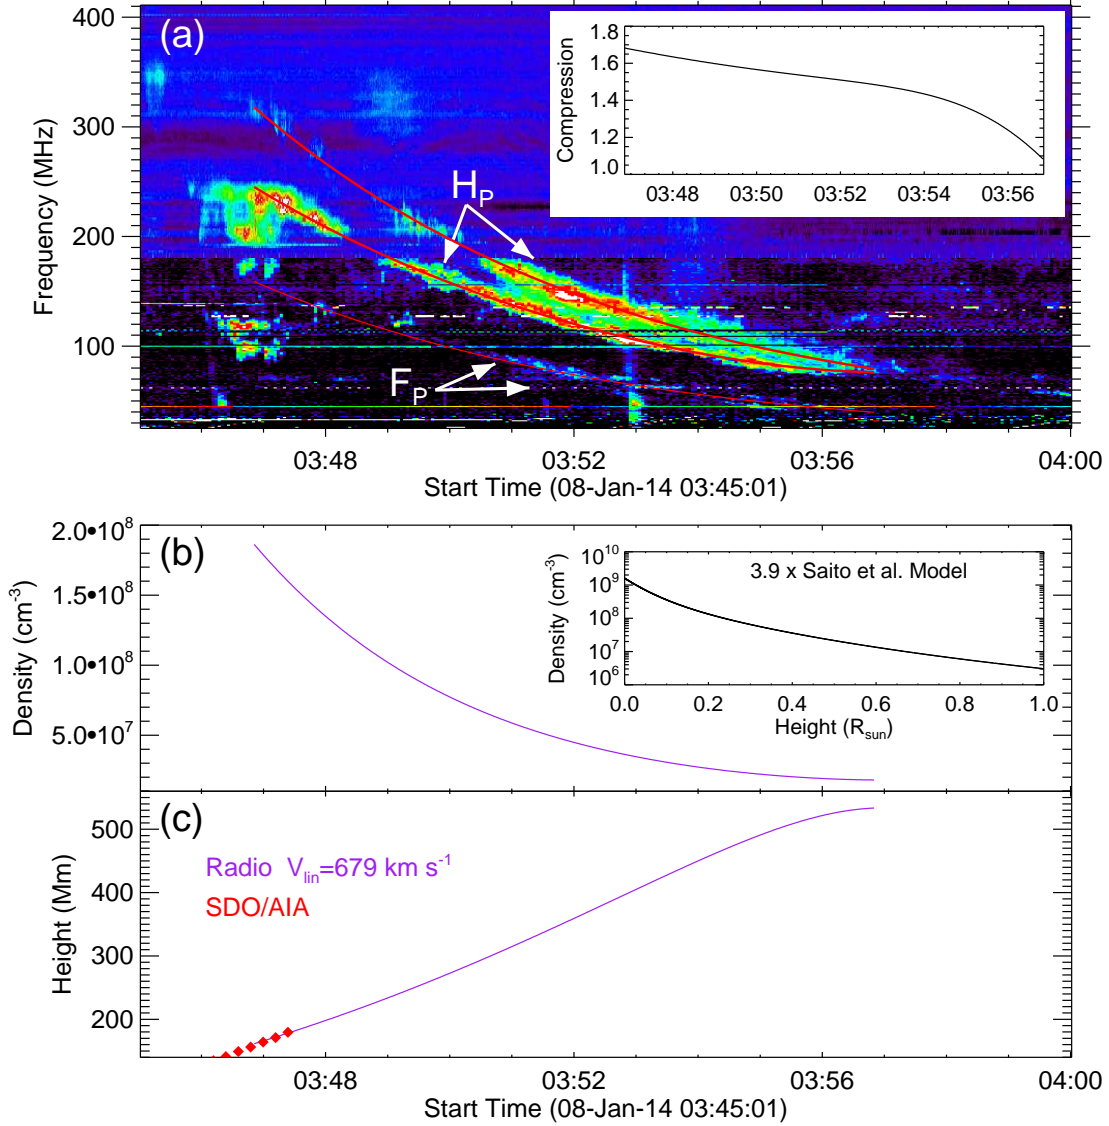 (a)
400
300
200
100
Frequency (MHz)
H_P
F_P
1.8
1.6
1.4
1.2
1.0
Compression
03:48 03:50 03:52 03:54 03:56
03:48 03:52 03:56 04:00
Start Time (08-Jan-14 03:45:01)
(b)
2.0•10^8
1.5•10^8
1.0•10^8
5.0•10^7
Density (cm^-3)
3.9 x Saito et al. Model
10^10
10^9
10^8
10^7
10^6
Density (cm^-3)
0.0 0.2 0.4 0.6 0.8 1.0
Height (R_sun)
(c)
500
400
300
200
Height (Mm)
Radio V_lin=679 km s^-1
SDO/AIA
03:48 03:52 03:56 04:00
Start Time (08-Jan-14 03:45:01)